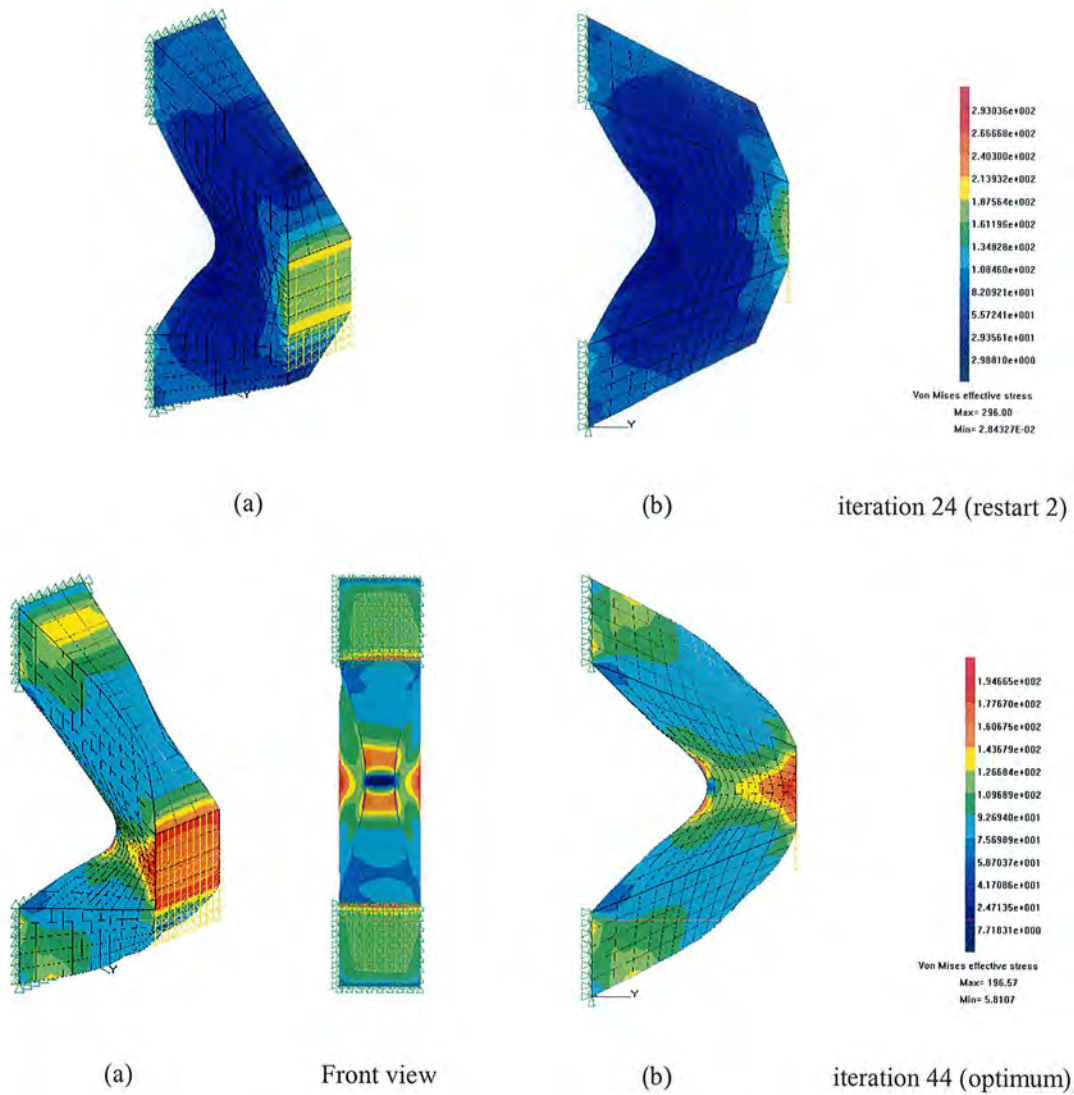 2.93036e+002
2.66668e+002
2.40300e+002
2.13932e+002
1.87564e+002
1.61196e+002
1.34828e+002
1.08460e+002
8.20921e+001
5.57241e+001
2.93561e+001
2.98810e+000
Von Mises effective stress
Max= 296.00
Min= 2.84327E-02
Y
Y
(a)
(b)
iteration 24 (restart 2)
1.94665e+002
1.77670e+002
1.60675e+002
1.43679e+002
1.26684e+002
1.09689e+002
9.26940e+001
7.56989e+001
5.87037e+001
4.17086e+001
2.47135e+001
7.71831e+000
Von Mises effective stress
Max= 196.57
Min= 5.8107
Y
Y
(a)
Front view
(b)
iteration 44 (optimum)